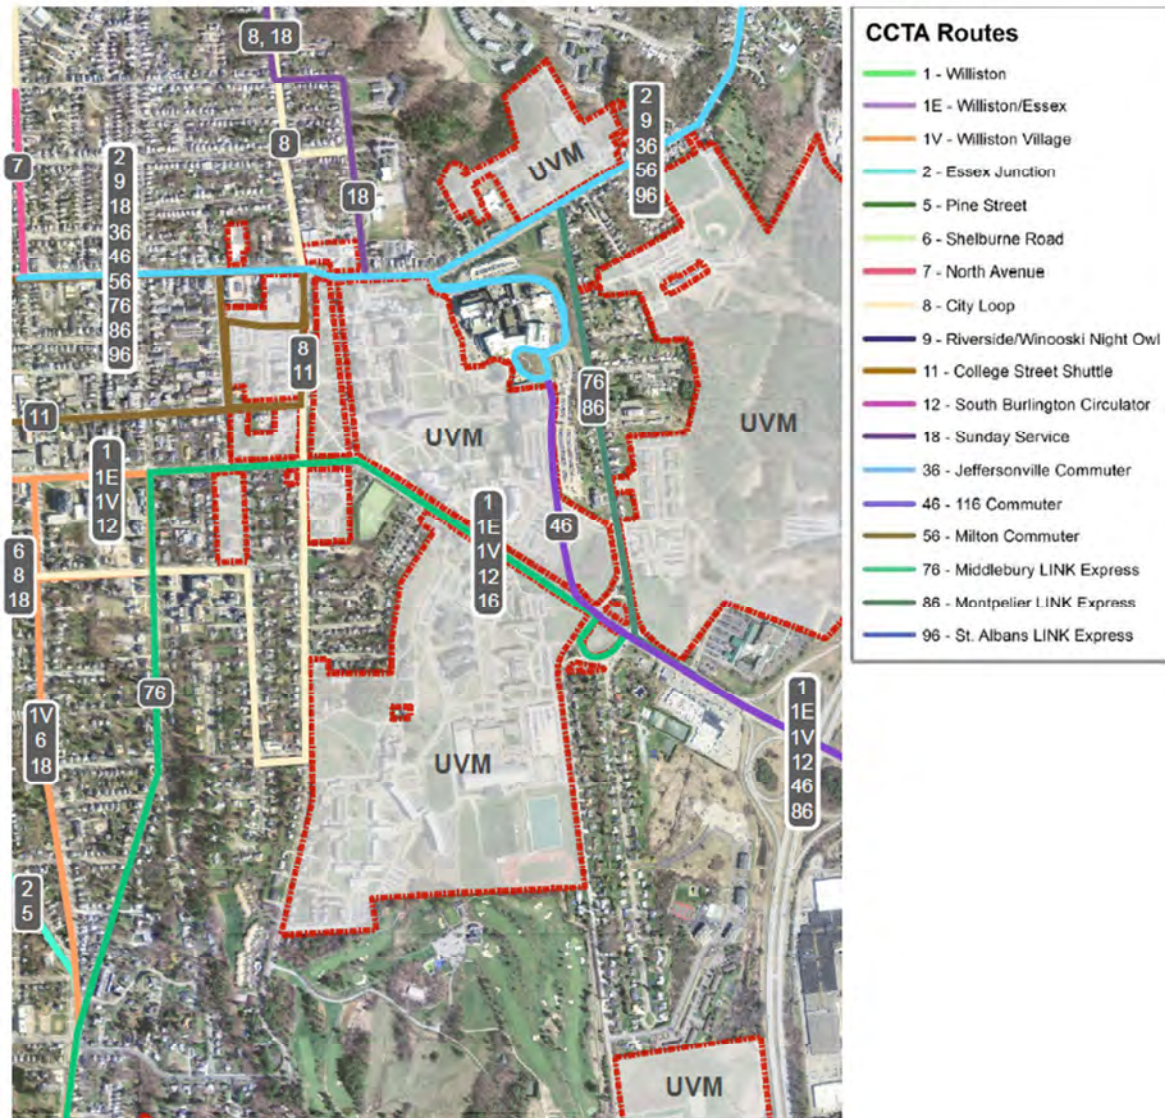 8, 18
7
2
9
18
36
46
56
76
86
96
8
18
UVM
2
9
36
56
96
8
11
11
76
86
UVM
UVM
1
1E
1V
12
1
1E
1V
12
16
46
6
8
18
76
1V
6
18
UVM
1
1E
1V
12
46
86
2
5
UVM
CCTA Routes
1 - Williston
1E - Williston/Essex
1V - Williston Village
2 - Essex Junction
5 - Pine Street
6 - Shelburne Road
7 - North Avenue
8 - City Loop
9 - Riverside/Winooski Night Owl
11 - College Street Shuttle
12 - South Burlington Circulator
18 - Sunday Service
36 - Jeffersonville Commuter
46 - 116 Commuter
56 - Milton Commuter
76 - Middlebury LINK Express
86 - Montpelier LINK Express
96 - St. Albans LINK Express